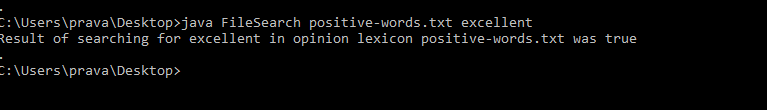 .
C:\Users\prava\Desktop>java FileSearch positive-words.txt excellent
Result of searching for excellent in opinion lexicon positive-words.txt was true
.
C:\Users\prava\Desktop>